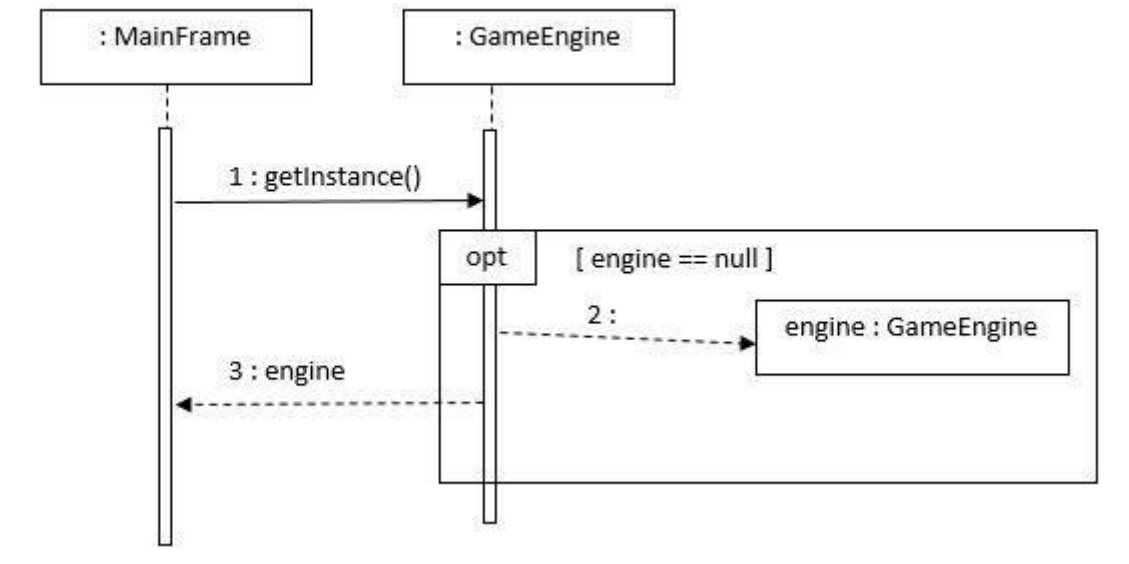 : MainFrame
: GameEngine
1 : getInstance()
opt
[ engine == null ]
2 :
engine : GameEngine
3 : engine